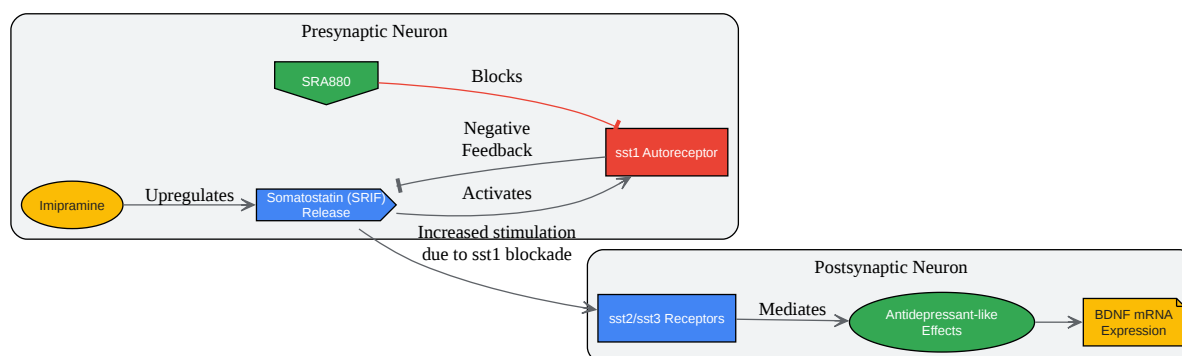 Presynaptic Neuron
SRA880
Blocks
Negative
Feedback
sst1 Autoreceptor
Imipramine
Upregulates
Somatostatin (SRIF)
Release
Activates
Increased stimulation
due to sst1 blockade
Postsynaptic Neuron
sst2/sst3 Receptors
Mediates
Antidepressant-like
Effects
BDNF mRNA
Expression